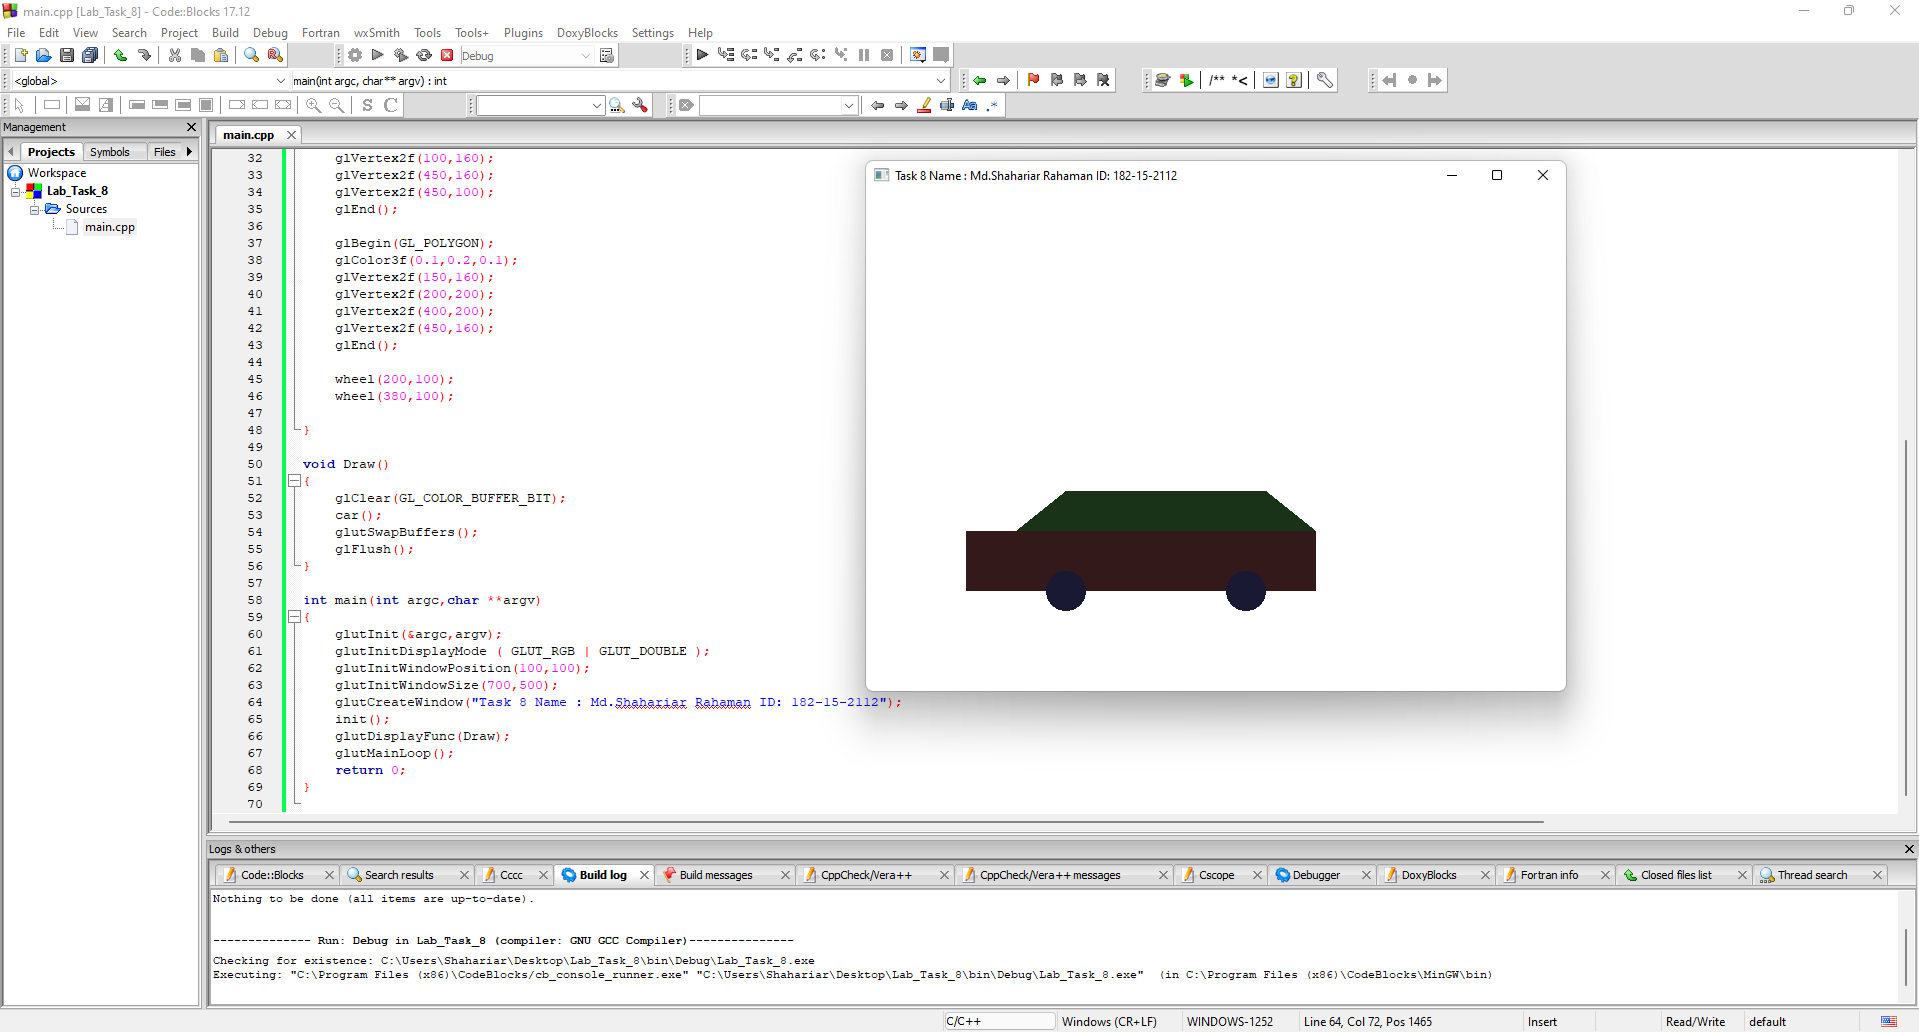 main.cpp [Lab_Task_8] - Code::Blocks 17.12
File Edit View Search Project Build Debug Fortran wxSmith Tools Tools+ Plugins DoxyBlocks Settings Help
Debug
<global> main(int argc, char** argv) : int
/** *<
S C
Aa .*
Management
Projects Symbols Files
Workspace
Lab_Task_8
Sources
main.cpp
main.cpp
32 glVertex2f(100,160);
33 glVertex2f(450,160);
34 glVertex2f(450,100);
35 glEnd();
36
37 glBegin(GL_POLYGON);
38 glColor3f(0.1,0.2,0.1);
39 glVertex2f(150,160);
40 glVertex2f(200,200);
41 glVertex2f(400,200);
42 glVertex2f(450,160);
43 glEnd();
44
45 wheel(200,100);
46 wheel(380,100);
47
48 }
49
50 void Draw()
51 {
52 glClear(GL_COLOR_BUFFER_BIT);
53 car();
54 glutSwapBuffers();
55 glFlush();
56 }
57
58 int main(int argc,char **argv)
59 {
60 glutInit(&argc,argv);
61 glutInitDisplayMode ( GLUT_RGB | GLUT_DOUBLE );
62 glutInitWindowPosition(100,100);
63 glutInitWindowSize(700,500);
64 glutCreateWindow("Task 8 Name : Md.Shahariar Rahaman ID: 182-15-2112");
65 init();
66 glutDisplayFunc(Draw);
67 glutMainLoop();
68 return 0;
69 }
70
Task 8 Name : Md.Shahariar Rahaman ID: 182-15-2112
Logs & others
Code::Blocks Search results Cccc Build log Build messages CppCheck/Vera++ CppCheck/Vera++ messages Cscope Debugger DoxyBlocks Fortran info Closed files list Thread search
Nothing to be done (all items are up-to-date).
-------------- Run: Debug in Lab_Task_8 (compiler: GNU GCC Compiler)---------------
Checking for existence: C:\Users\Shahariar\Desktop\Lab_Task_8\bin\Debug\Lab_Task_8.exe
Executing: "C:\Program Files (x86)\CodeBlocks/cb_console_runner.exe" "C:\Users\Shahariar\Desktop\Lab_Task_8\bin\Debug\Lab_Task_8.exe"  (in C:\Program Files (x86)\CodeBlocks\MinGW\bin)
C/C++ Windows (CR+LF) WINDOWS-1252 Line 64, Col 72, Pos 1465 Insert Read/Write default